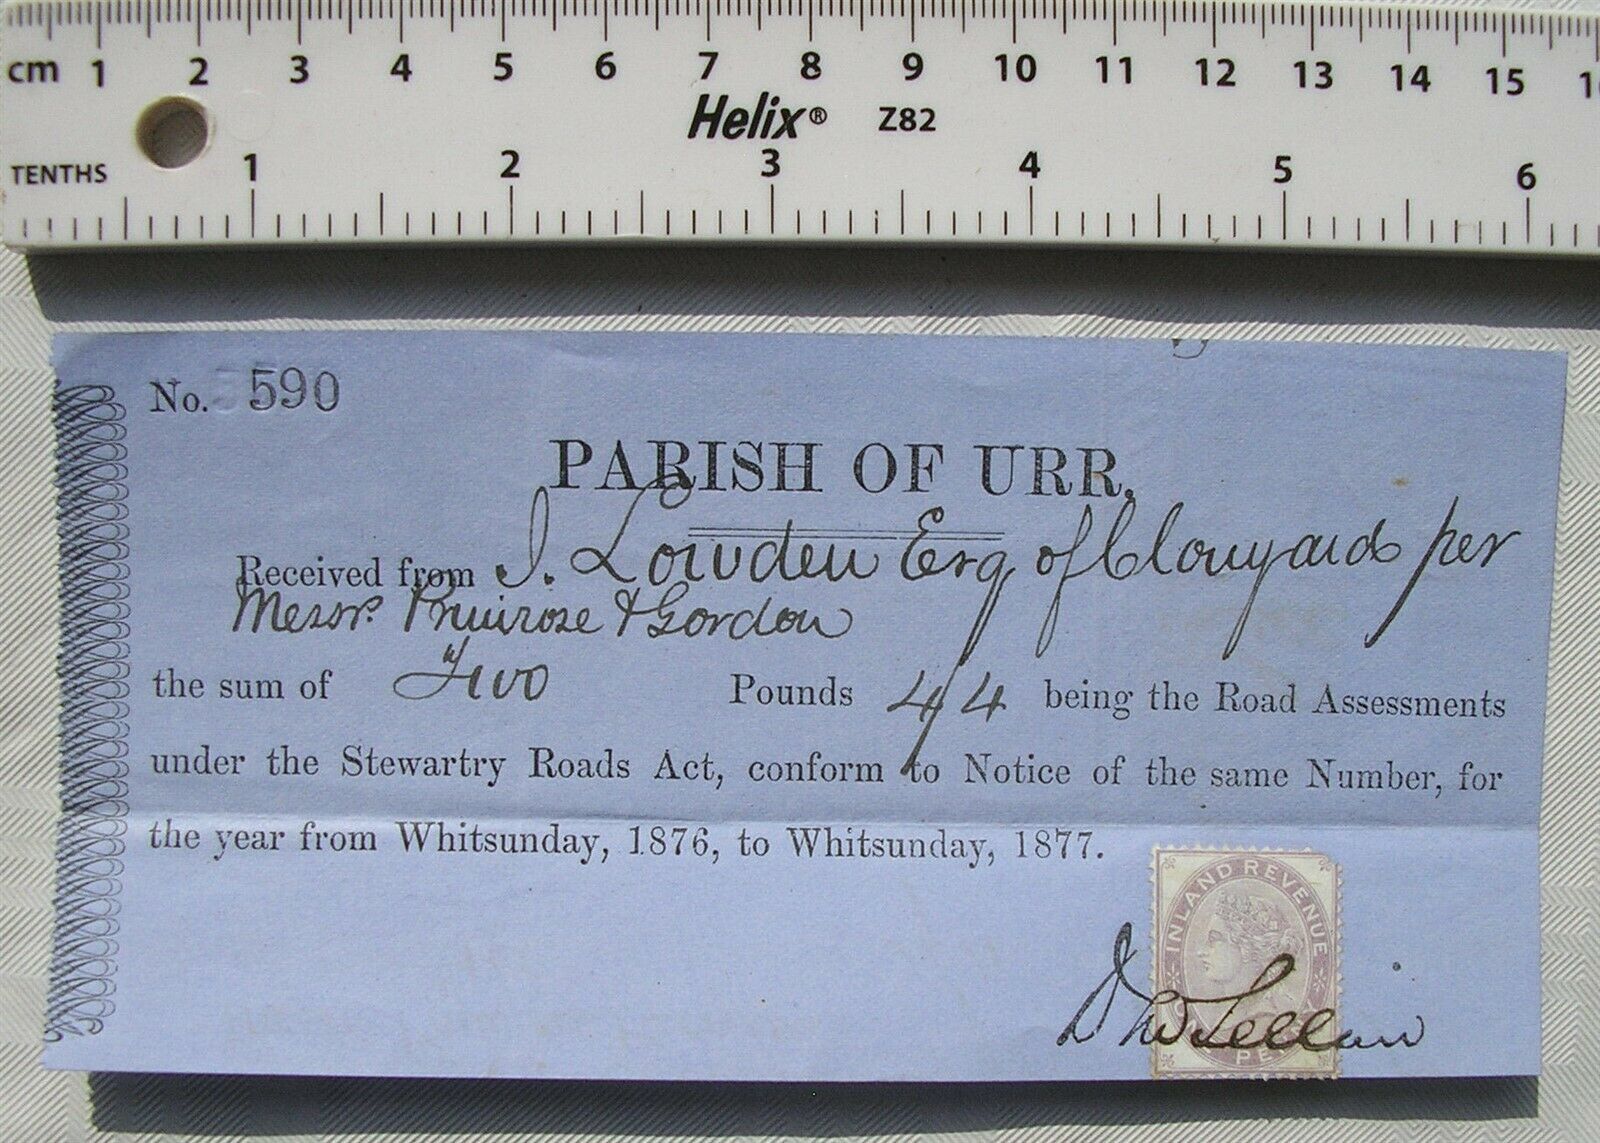 cm 1 2 3 4 5 6 7 8 9 10 11 12 13 14 15
Helix® Z82
TENTHS 1 2 3 4 5 6
No. 590
PARISH OF URR.
Received from J. Lowden Esq of Clonyards per
Messrs. Primrose & Gordon
the sum of Two Pounds 4/4 being the Road Assessments
under the Stewartry Roads Act, conform to Notice of the same Number, for
the year from Whitsunday, 1876, to Whitsunday, 1877.
INLAND REVENUE